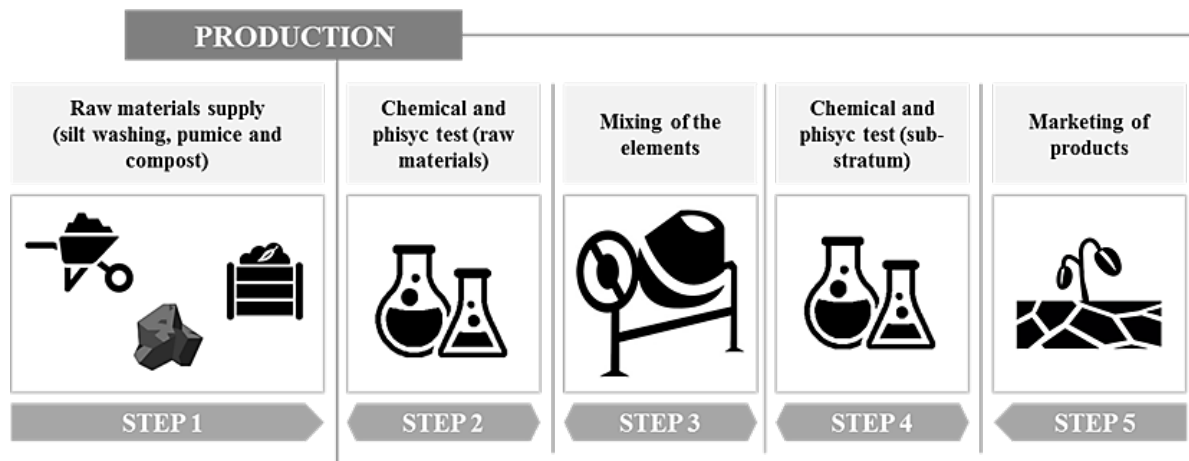 PRODUCTION
Raw materials supply
(silt washing, pumice and
compost)
Chemical and
phisyc test (raw
materials)
Mixing of the
elements
Chemical and
phisyc test (sub-
stratum)
Marketing of
products
STEP 1
STEP 2
STEP 3
STEP 4
STEP 5